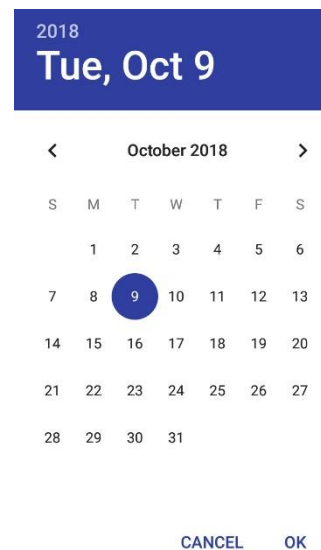 2018
Tue, Oct 9
October 2018
S M T W T F S
1 2 3 4 5 6
7 8 9 10 11 12 13
14 15 16 17 18 19 20
21 22 23 24 25 26 27
28 29 30 31
CANCEL OK